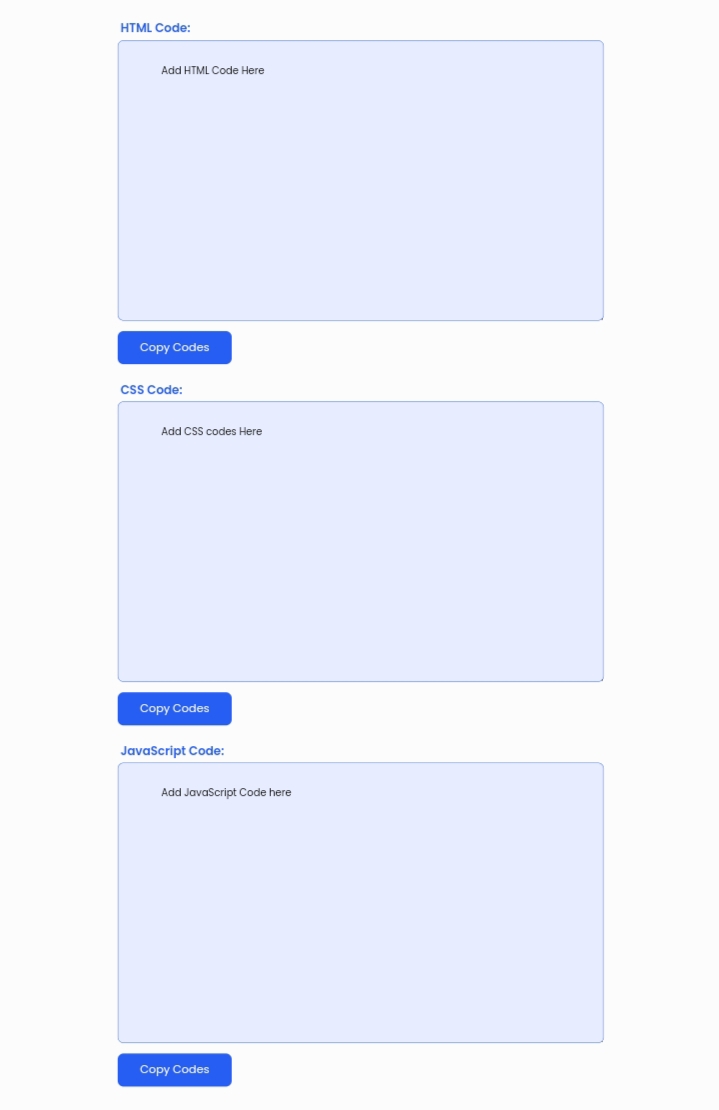 HTML Code:
Add HTML Code Here
Copy Codes
CSS Code:
Add CSS codes Here
Copy Codes
JavaScript Code:
Add JavaScript Code here
Copy Codes